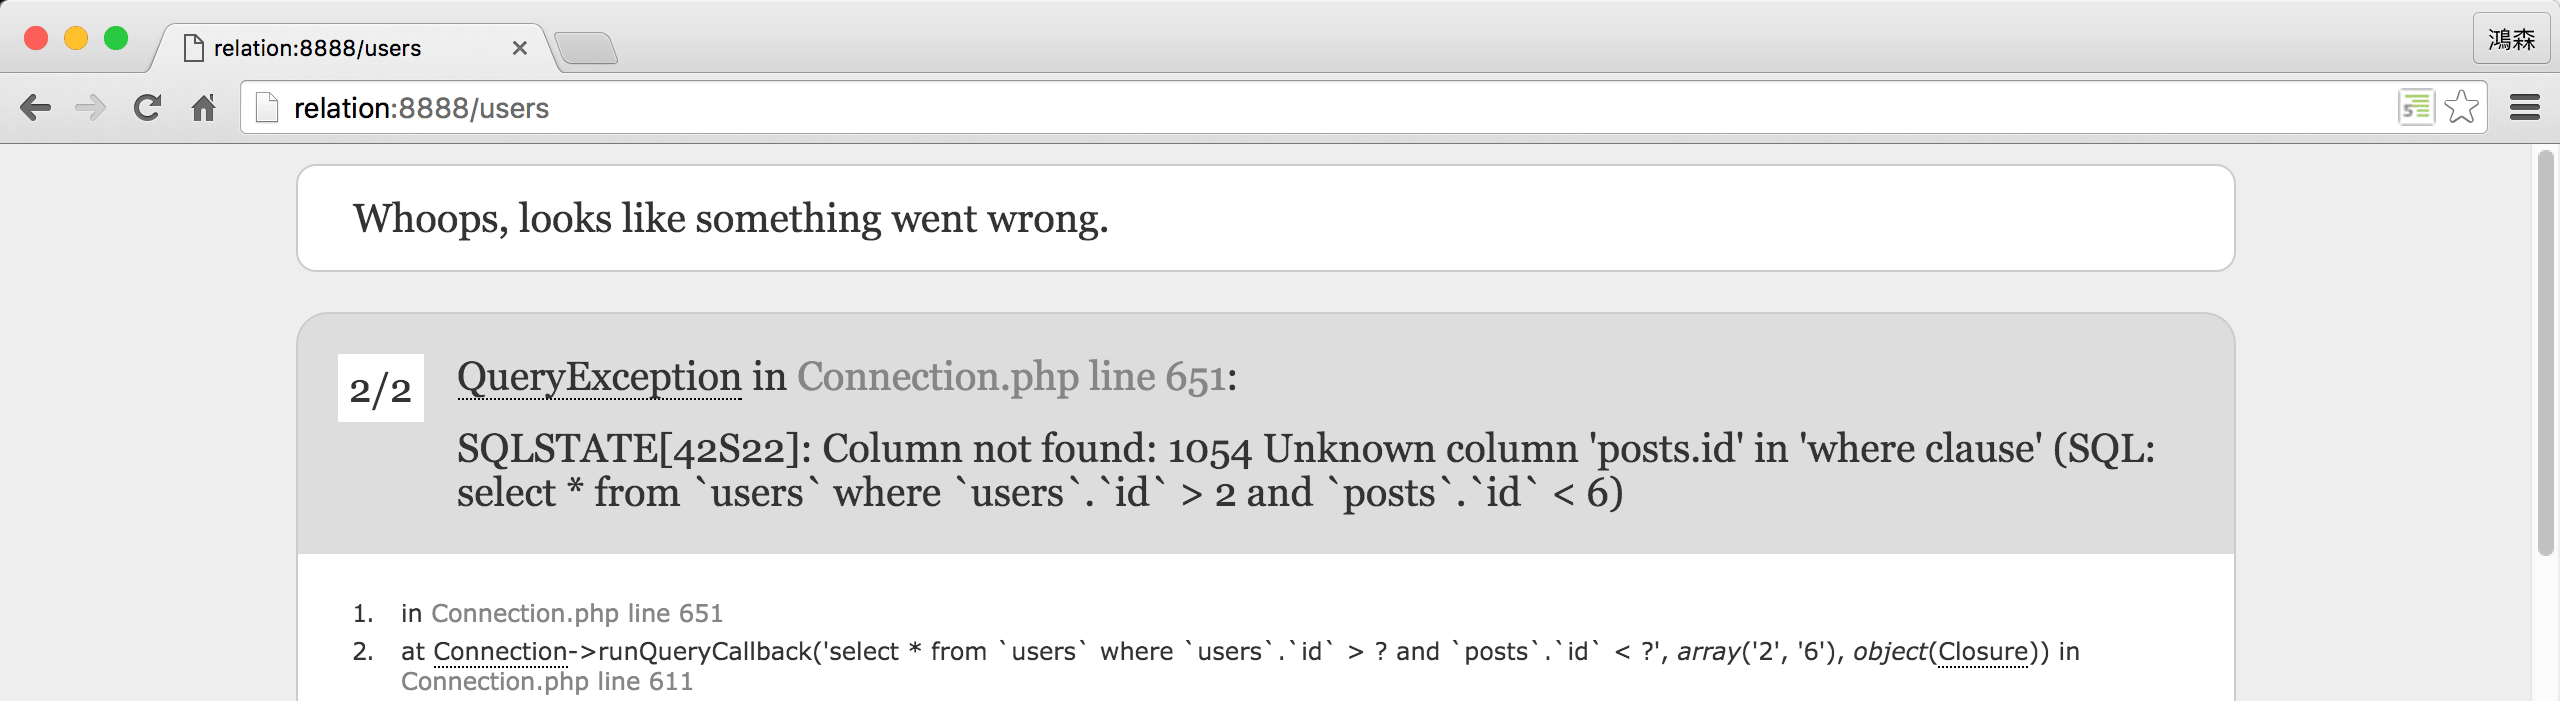 relation:8888/users
鴻森
relation:8888/users
Whoops, looks like something went wrong.
2/2
QueryException in Connection.php line 651:
SQLSTATE[42S22]: Column not found: 1054 Unknown column 'posts.id' in 'where clause' (SQL:
select * from `users` where `users`.`id` > 2 and `posts`.`id` < 6)
1. in Connection.php line 651
2. at Connection->runQueryCallback('select * from `users` where `users`.`id` > ? and `posts`.`id` < ?', array('2', '6'), object(Closure)) in
Connection.php line 611